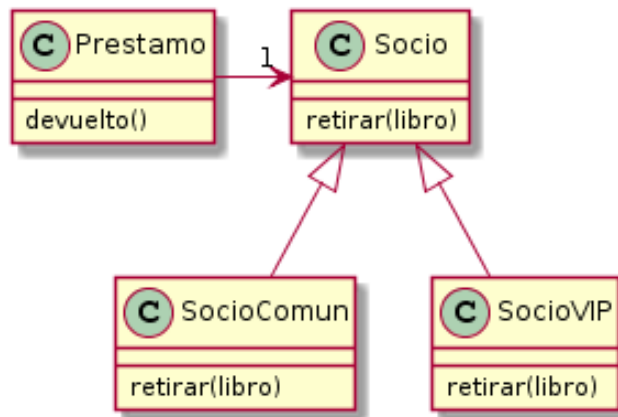 C Prestamo
devuelto()
1
C Socio
retirar(libro)
C SocioComun
retirar(libro)
C SocioVIP
retirar(libro)